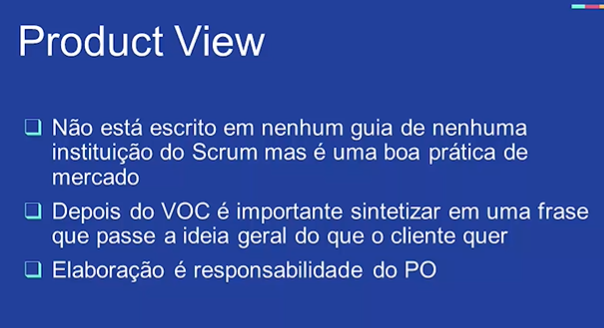 Product View
Não está escrito em nenhum guia de nenhuma
instituição do Scrum mas é uma boa prática de
mercado
Depois do VOC é importante sintetizar em uma frase
que passe a ideia geral do que o cliente quer
Elaboração é responsabilidade do PO